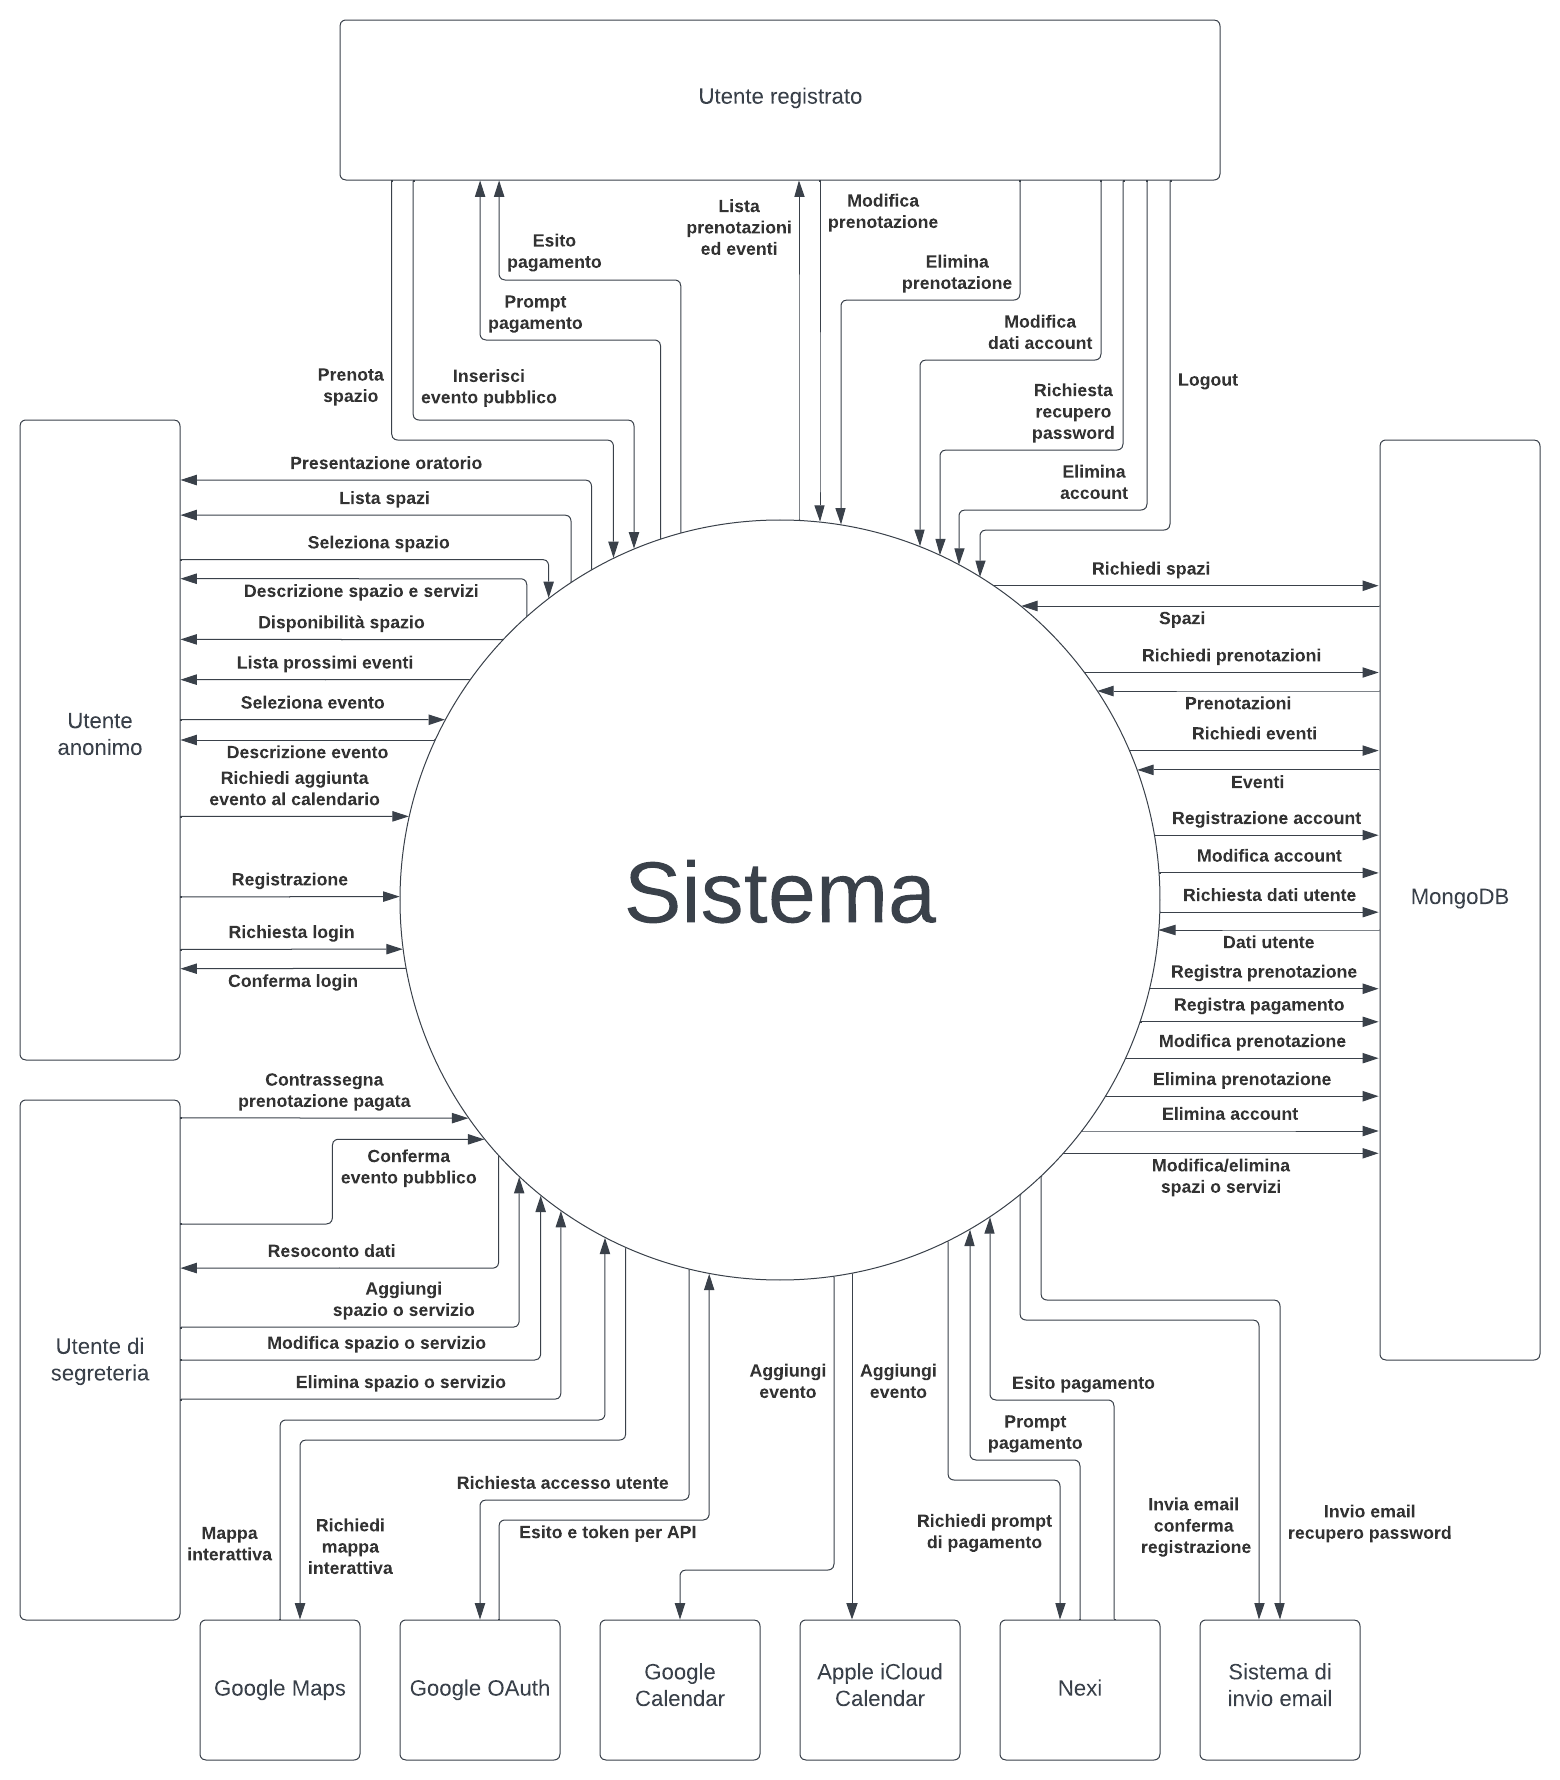 Utente registrato
Lista
prenotazioni
ed eventi
Modifica
prenotazione
Esito
pagamento
Elimina
prenotazione
Prompt
pagamento
Modifica
dati account
Prenota
spazio
Inserisci
evento pubblico
Richiesta
recupero
password
Logout
Elimina
account
Utente
anonimo
Presentazione oratorio
Lista spazi
Seleziona spazio
Descrizione spazio e servizi
Disponibilità spazio
Lista prossimi eventi
Seleziona evento
Descrizione evento
Richiedi aggiunta
evento al calendario
Registrazione
Richiesta login
Conferma login
Sistema
Richiedi spazi
Spazi
Richiedi prenotazioni
Prenotazioni
Richiedi eventi
Eventi
Registrazione account
Modifica account
Richiesta dati utente
Dati utente
Registra prenotazione
Registra pagamento
Modifica prenotazione
Elimina prenotazione
Elimina account
Modifica/elimina
spazi o servizi
MongoDB
Contrassegna
prenotazione pagata
Conferma
evento pubblico
Resoconto dati
Aggiungi
spazio o servizio
Modifica spazio o servizio
Elimina spazio o servizio
Utente di
segreteria
Mappa
interattiva
Richiedi
mappa
interattiva
Richiesta accesso utente
Esito e token per API
Aggiungi
evento
Aggiungi
evento
Esito pagamento
Prompt
pagamento
Richiedi prompt
di pagamento
Invia email
conferma
registrazione
Invio email
recupero password
Google Maps
Google OAuth
Google
Calendar
Apple iCloud
Calendar
Nexi
Sistema di
invio email